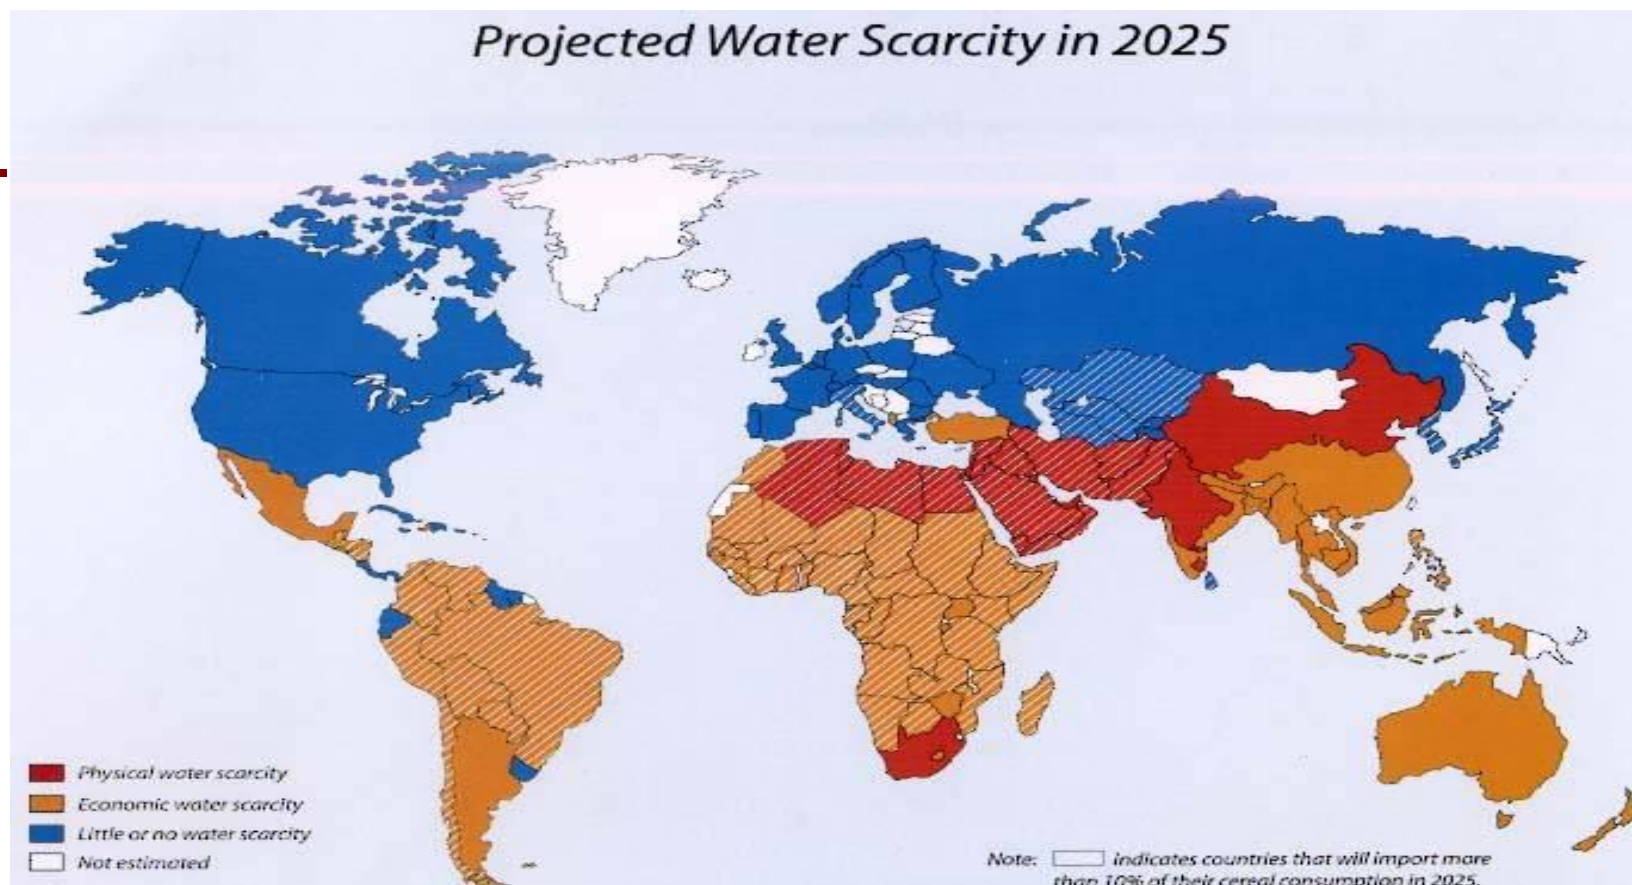 Projected Water Scarcity in 2025
Physical water scarcity
Economic water scarcity
Little or no water scarcity
Not estimated
Note: indicates countries that will import more
than 10% of their cereal consumption in 2025.